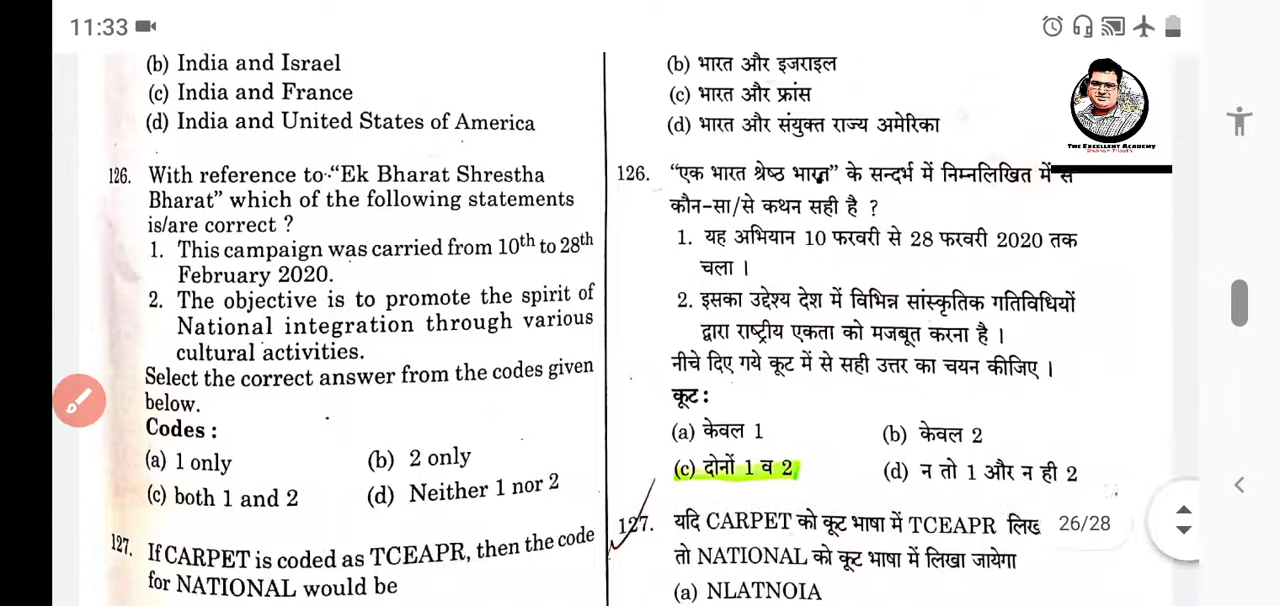 11:33
(b) India and Israel
(c) India and France
(d) India and United States of America
126. With reference to "Ek Bharat Shrestha
Bharat" which of the following statements
is/are correct ?
1. This campaign was carried from 10th to 28th
February 2020.
2. The objective is to promote the spirit of
National integration through various
cultural activities.
Select the correct answer from the codes given
below.
Codes :
(a) 1 only
(b) 2 only
(c) both 1 and 2
(d) Neither 1 nor 2
127. If CARPET is coded as TCEAPR, then the code
for NATIONAL would be
(b) भारत और इजराइल
(c) भारत और फ्रांस
(d) भारत और संयुक्त राज्य अमेरिका
126. "एक भारत श्रेष्ठ भारत" के सन्दर्भ में निम्नलिखित में से
कौन-सा/से कथन सही है ?
1. यह अभियान 10 फरवरी से 28 फरवरी 2020 तक
चला ।
2. इसका उद्देश्य देश में विभिन्न सांस्कृतिक गतिविधियों
द्वारा राष्ट्रीय एकता को मजबूत करना है ।
नीचे दिए गये कूट में से सही उत्तर का चयन कीजिए ।
कूट :
(a) केवल 1
(b) केवल 2
(c) दोनों 1 व 2
(d) न तो 1 और न ही 2
127. यदि CARPET को कूट भाषा में TCEAPR लिख
तो NATIONAL को कूट भाषा में लिखा जायेगा
(a) NLATNOIA
THE EXCELLENT ACADEMY
26/28